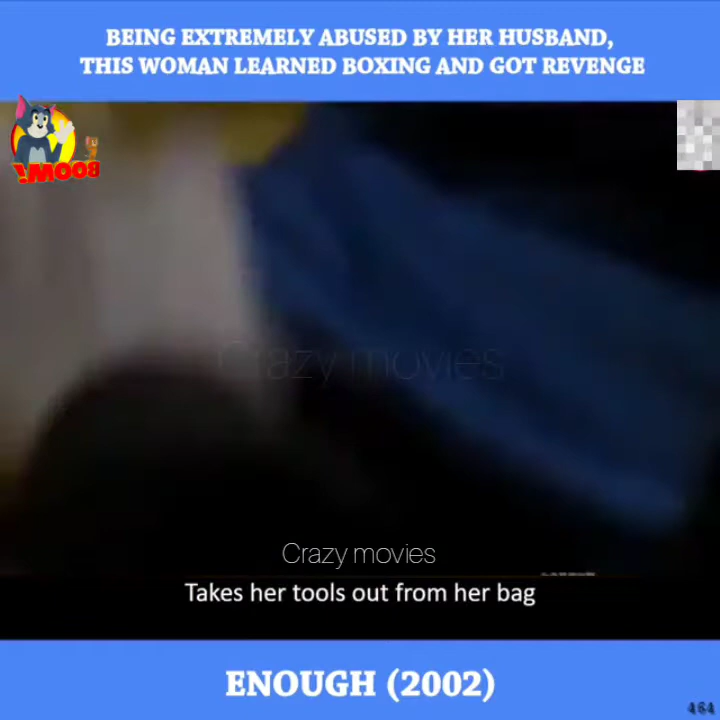 BEING EXTREMELY ABUSED BY HER HUSBAND,
THIS WOMAN LEARNED BOXING AND GOT REVENGE
BOOM!
Crazy movies
Crazy movies
Takes her tools out from her bag
ENOUGH (2002)
464